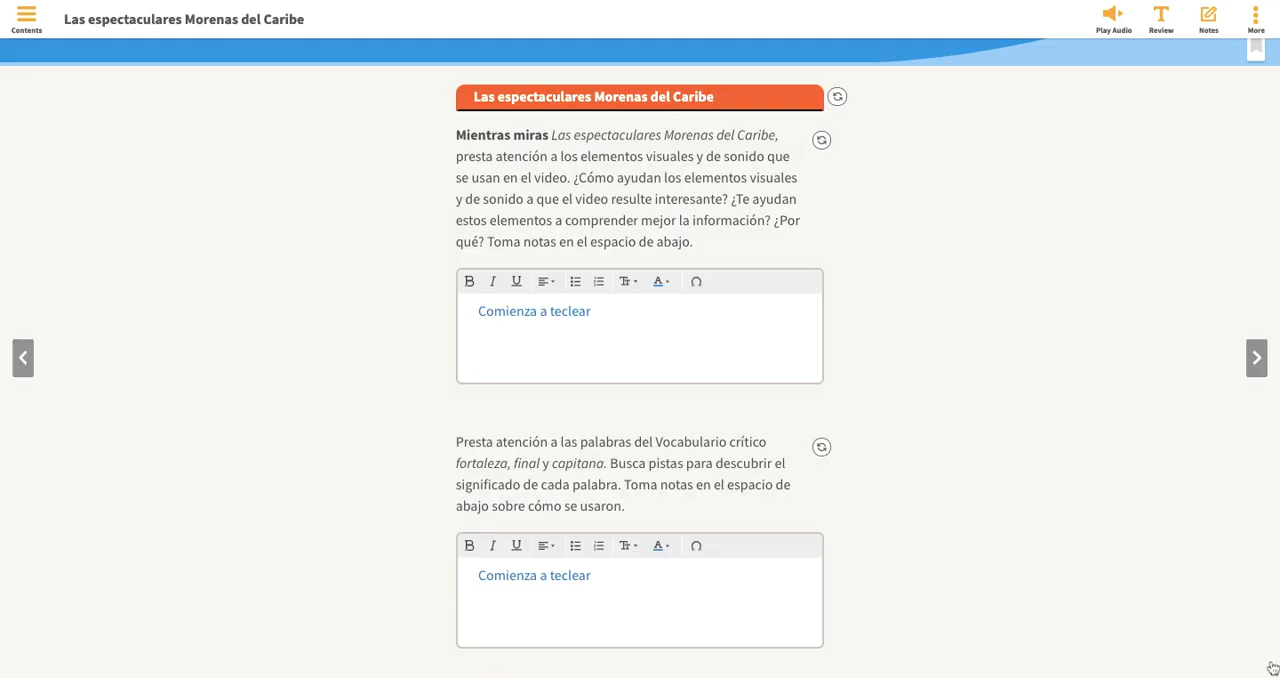 Contents
Las espectaculares Morenas del Caribe
Play Audio
Review
Notes
More
Las espectaculares Morenas del Caribe
Mientras miras Las espectaculares Morenas del Caribe,
presta atención a los elementos visuales y de sonido que
se usan en el video. ¿Cómo ayudan los elementos visuales
y de sonido a que el video resulte interesante? ¿Te ayudan
estos elementos a comprender mejor la información? ¿Por
qué? Toma notas en el espacio de abajo.
B I U Tr A Ω
Comienza a teclear
Presta atención a las palabras del Vocabulario crítico
fortaleza, final y capitana. Busca pistas para descubrir el
significado de cada palabra. Toma notas en el espacio de
abajo sobre cómo se usaron.
B I U Tr A Ω
Comienza a teclear